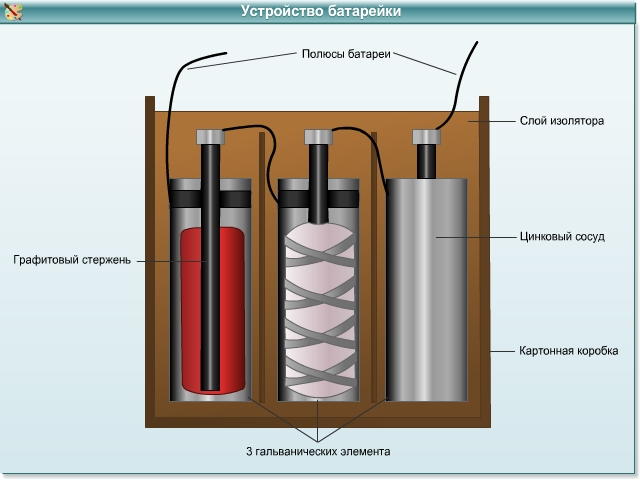 Устройство батарейки
Полюсы батареи
Слой изолятора
Цинковый сосуд
Графитовый стержень
Картонная коробка
3 гальванических элемента